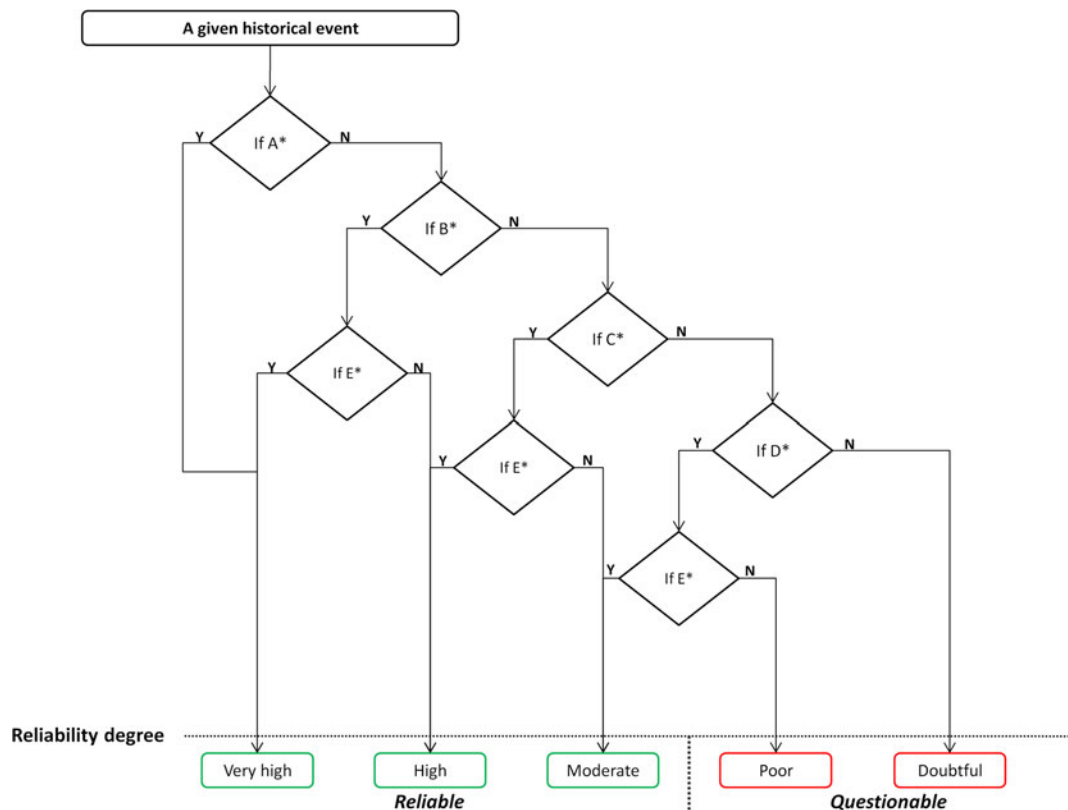 A given historical event
Y If A* N
Y If B* N
Y If C* N
Y If E* N
Y If D* N
Y If E* N
Y If E* N
Reliability degree
Very high High Moderate Poor Doubtful
Reliable Questionable